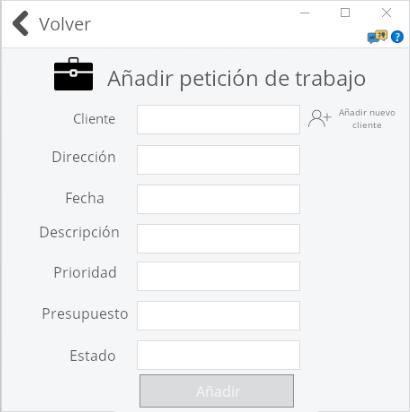 Volver
?
Añadir petición de trabajo
Cliente
Añadir nuevo
cliente
Dirección
Fecha
Descripción
Prioridad
Presupuesto
Estado
Añadir